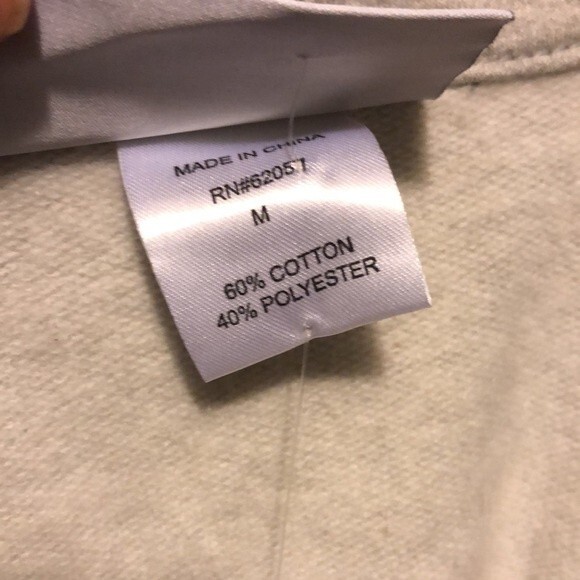 MADE IN CHINA
RN#62057
M
60% COTTON
40% POLYESTER